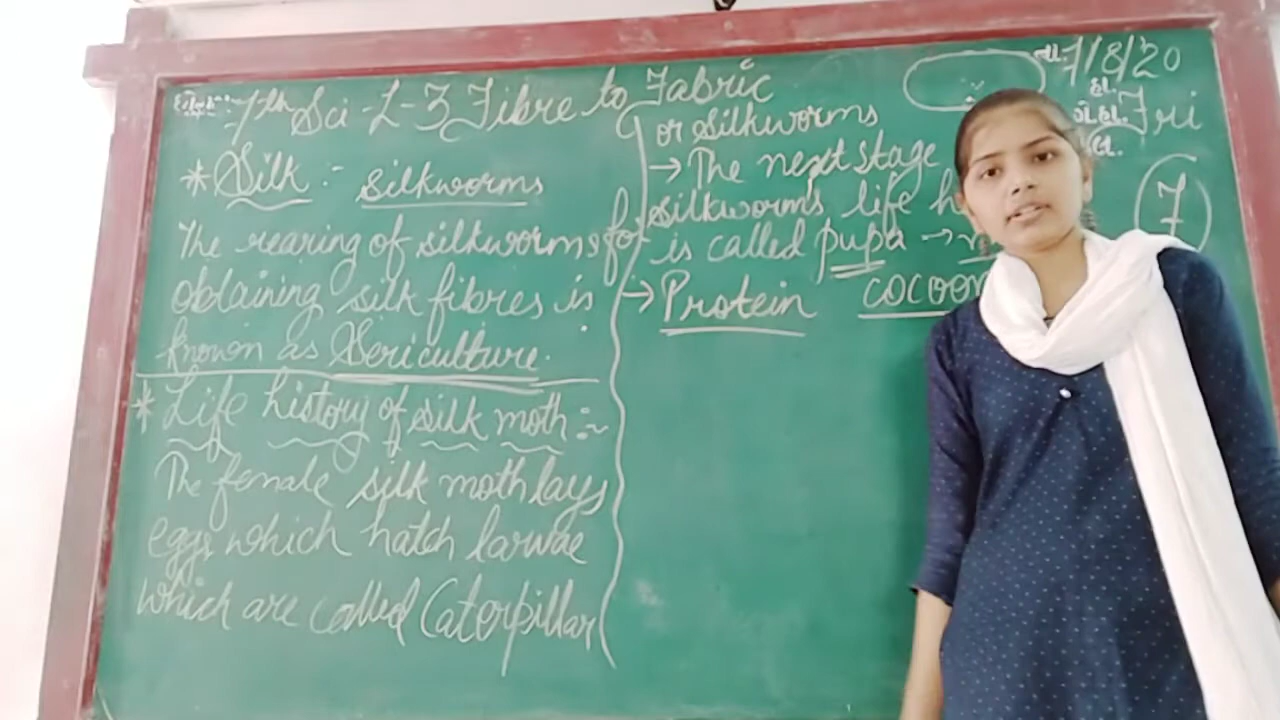 7th Sci - L-3 Fibre to Fabric
તા. 7/8/20
Fri
7
* Silk :- silkworms
The rearing of silkworms for
obtaining silk fibres is
known as Sericulture.
* Life history of silk moth :-
The female silk moth lays
eggs which hatch larvae
which are called Caterpillar
or silkworms
→ The next stage
silkworms life h
is called pupa →
→ Protein cocoon